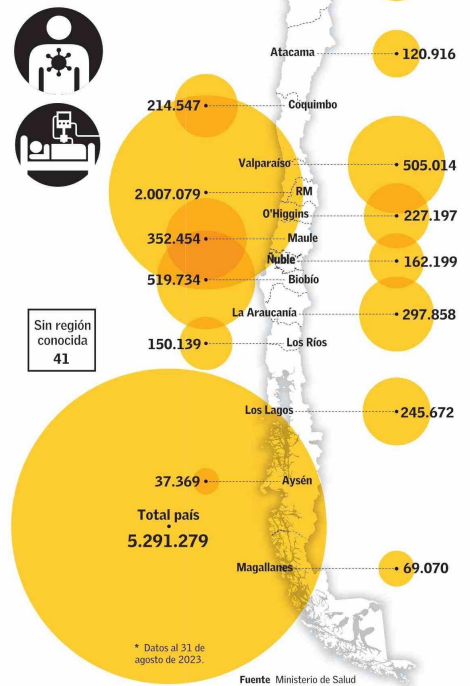 Atacama
120.916
214.547
Coquimbo
Valparaíso
505.014
2.007.079
RM
O'Higgins
227.197
352.454
Maule
Ñuble
162.199
519.734
Biobío
La Araucanía
297.858
Sin región
conocida
41
150.139
Los Ríos
Los Lagos
245.672
37.369
Aysén
Total país
5.291.279
Magallanes
69.070
* Datos al 31 de
agosto de 2023.
Fuente Ministerio de Salud